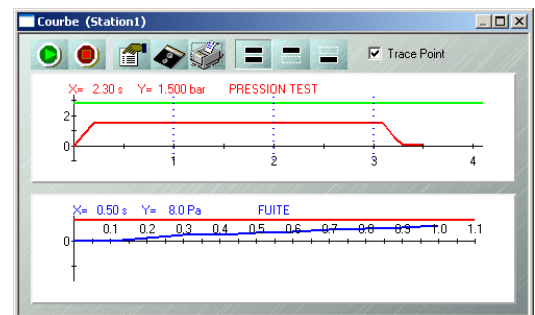 Courbe (Station1)
Trace Point
X= 2.30 s Y= 1.500 bar PRESSION TEST
2
0
1 2 3 4
X= 0.50 s Y= 8.0 Pa FUITE
0.1 0.2 0.3 0.4 0.5 0.6 0.7 0.8 0.9 1.0 1.1
0